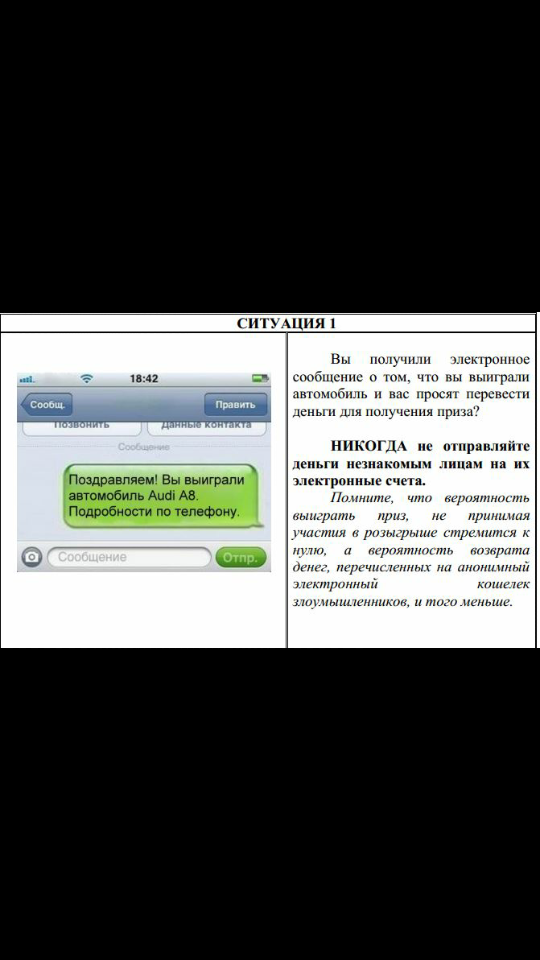 СИТУАЦИЯ 1
18:42
Сообщ.
Править
Позвонить
Данные контакта
Сообщение
Поздравляем! Вы выиграли
автомобиль Audi A8.
Подробности по телефону.
Сообщение
Отпр.
Вы получили электронное
сообщение о том, что вы выиграли
автомобиль и вас просят перевести
деньги для получения приза?
НИКОГДА не отправляйте
деньги незнакомым лицам на их
электронные счета.
Помните, что вероятность
выиграть приз, не принимая
участия в розыгрыше стремится к
нулю, а вероятность возврата
денег, перечисленных на анонимный
электронный кошелек
злоумышленников, и того меньше.